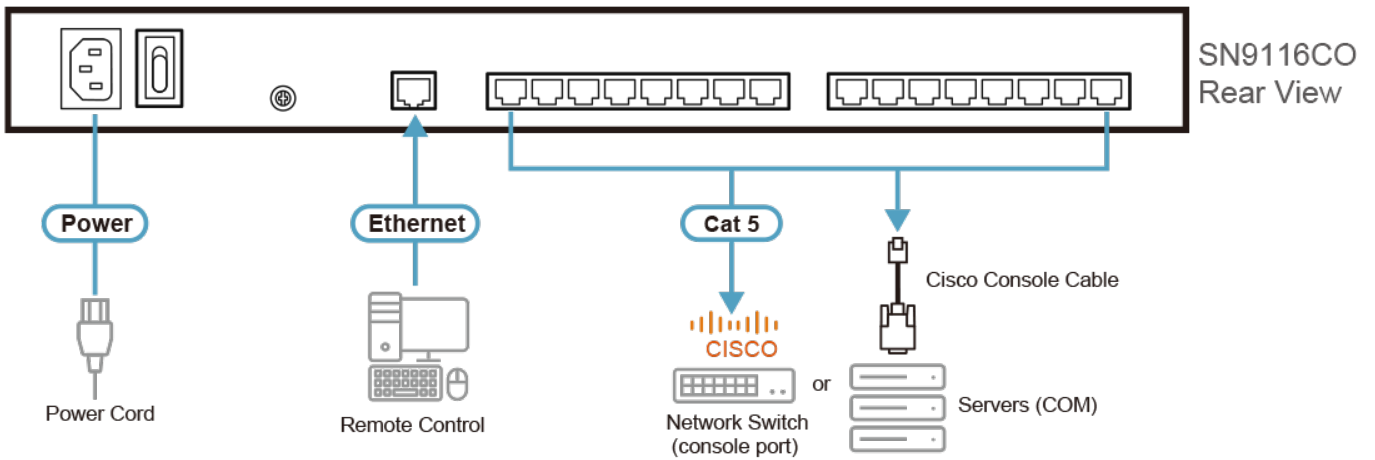 SN9116CO
Rear View
Power
Ethernet
Cat 5
Cisco Console Cable
CISCO
or
Servers (COM)
Power Cord
Remote Control
Network Switch
(console port)